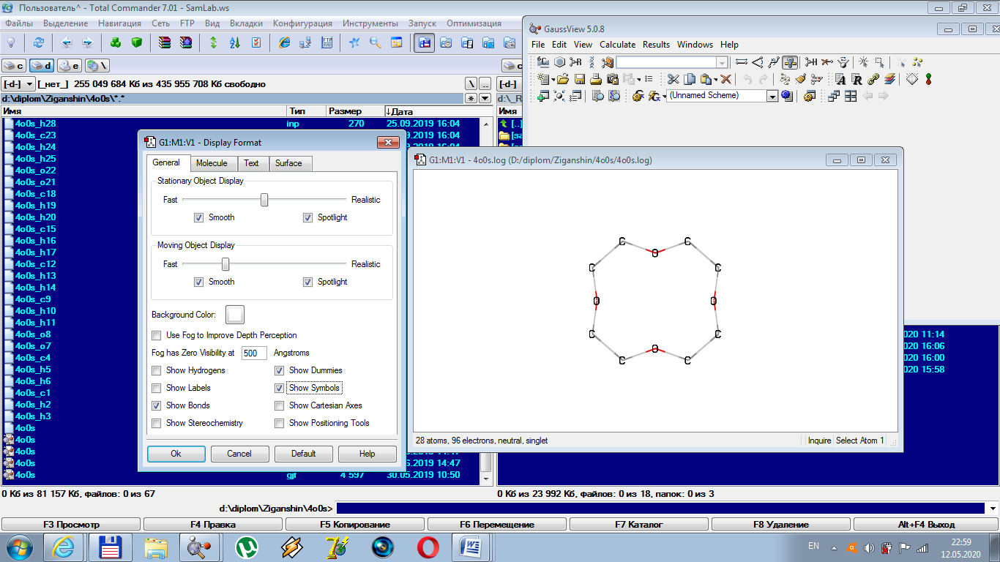 Пользователь^ - Total Commander 7.01 - SamLab.ws
Файлы Выделение Навигация Сеть FTP Вид Вкладки Конфигурация Инструменты Запуск Оптимизация
c d e \
[-d-] [_нет_] 255 049 684 Кб из 435 955 708 Кб свободно \ ..
d:\diplom\Ziganshin\4o0s\*.* *
Имя Тип Размер ↓Дата
4o0s_h28 inp 270 25.09.2019 16:04
4o0s_c23 9.2019 16:04
4o0s_h24
4o0s_h25
4o0s_o22
4o0s_o21
4o0s_c18
4o0s_h19
4o0s_h20
4o0s_c15
4o0s_h16
4o0s_h17
4o0s_c12
4o0s_h13
4o0s_h14
4o0s_c9
4o0s_h10
4o0s_h11
4o0s_o8
4o0s_o7
4o0s_c4
4o0s_h5
4o0s_h6
4o0s_c1
4o0s_h2
4o0s_h3
4o0s
4o0s
4o0s
4o0s 6.2019 14:47
4o0s gjf 4 597 30.05.2019 10:50
0 Кб из 81 157 Кб, файлов: 0 из 67
G1:M1:V1 - Display Format
General Molecule Text Surface
Stationary Object Display
Fast Realistic
Smooth Spotlight
Moving Object Display
Fast Realistic
Smooth Spotlight
Background Color:
Use Fog to Improve Depth Perception
Fog has Zero Visibility at 500 Angstroms
Show Hydrogens Show Dummies
Show Labels Show Symbols
Show Bonds Show Cartesian Axes
Show Stereochemistry Show Positioning Tools
Ok Cancel Default Help
GaussView 5.0.8
File Edit View Calculate Results Windows Help
(Unnamed Scheme)
c
[-d-]
d:\_R
Имя
[..]
[за
G1:M1:V1 - 4o0s.log (D:/diplom/Ziganshin/4o0s/4o0s.log)
C C
O
C C
O O
C C
O
C C
28 atoms, 96 electrons, neutral, singlet Inquire Select Atom 1
020 11:14
020 16:06
020 16:00
020 15:58
0 Кб из 23 992 Кб, файлов: 0 из 18, папок: 0 из 3
d:\diplom\Ziganshin\4o0s>
F3 Просмотр F4 Правка F5 Копирование F6 Перемещение F7 Каталог F8 Удаление Alt+F4 Выход
EN 22:59
12.05.2020